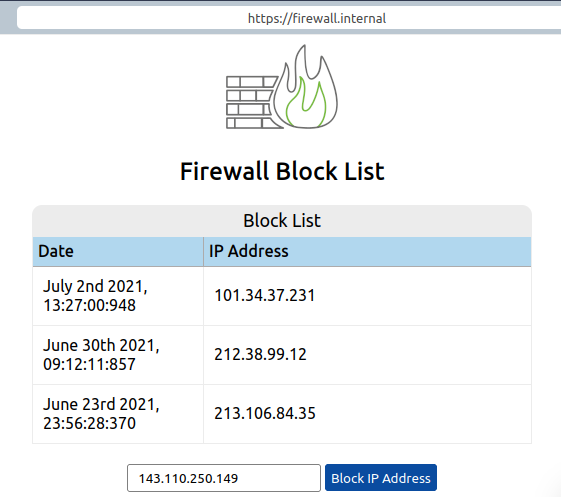 https://firewall.internal
Firewall Block List
Block List
Date IP Address
July 2nd 2021,
13:27:00:948
101.34.37.231
June 30th 2021,
09:12:11:857
212.38.99.12
June 23rd 2021,
23:56:28:370
213.106.84.35
143.110.250.149 Block IP Address